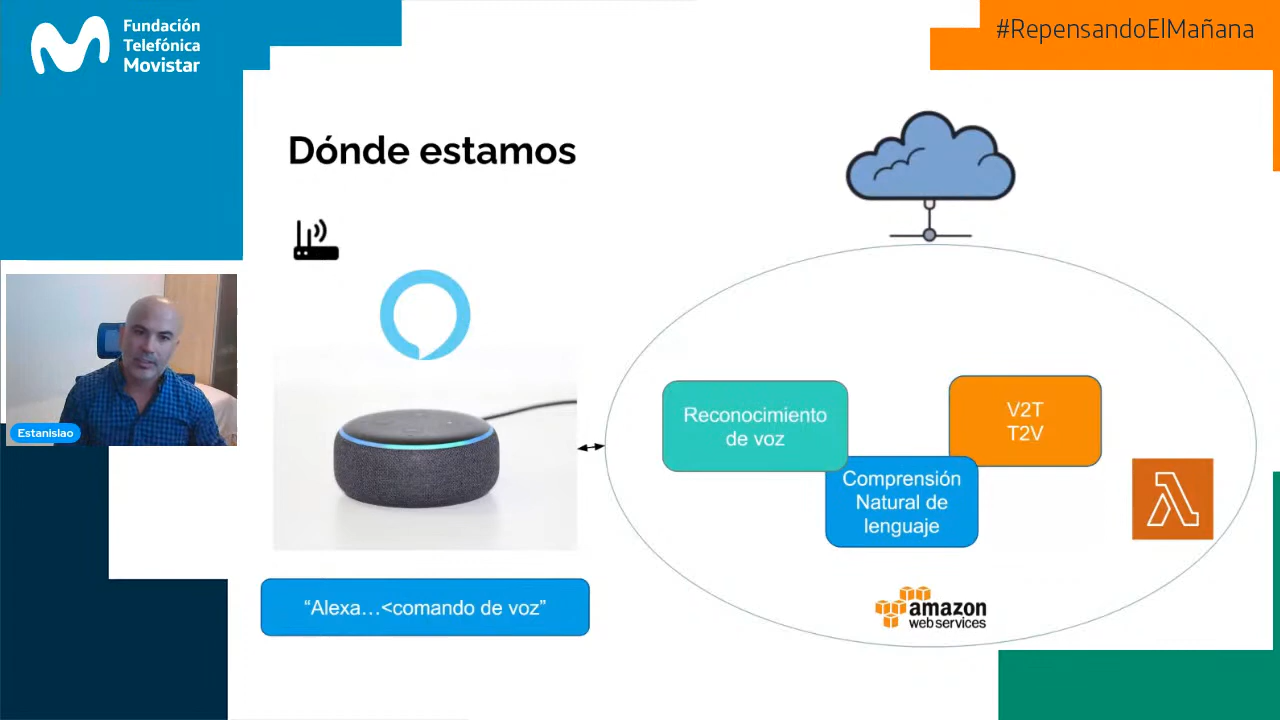 Fundación
Telefónica
Movistar
#RepensandoElMañana
Dónde estamos
Estanislao
Reconocimiento
de voz
V2T
T2V
Comprensión
Natural de
lenguaje
“Alexa…<comando de voz”
amazon
web services